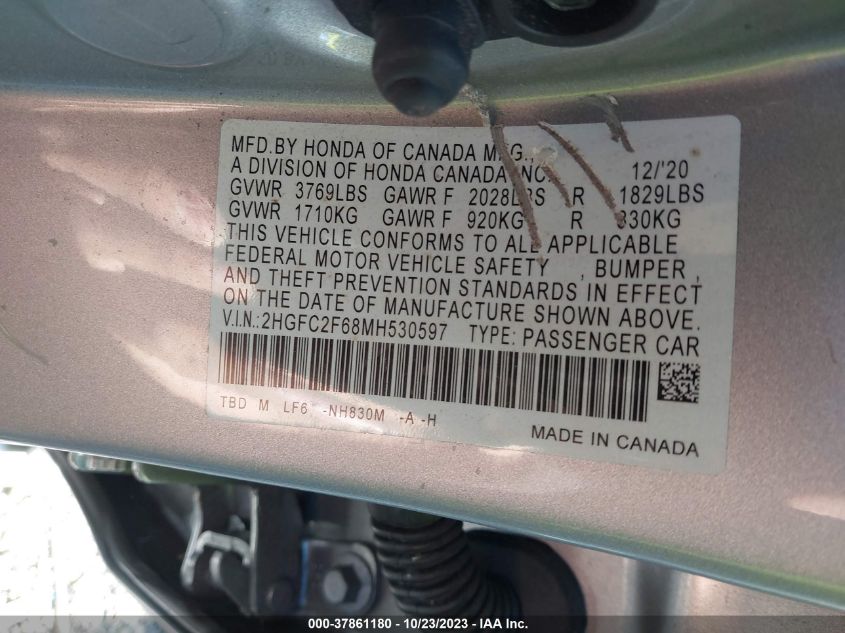 MFD.BY HONDA OF CANADA MFG.,
A DIVISION OF HONDA CANADA INC. 12/'20
GVWR 3769LBS GAWR F 2028LBS R 1829LBS
GVWR 1710KG GAWR F 920KG R 830KG
THIS VEHICLE CONFORMS TO ALL APPLICABLE
FEDERAL MOTOR VEHICLE SAFETY , BUMPER ,
AND THEFT PREVENTION STANDARDS IN EFFECT
ON THE DATE OF MANUFACTURE SHOWN ABOVE.
V.I.N.:2HGFC2F68MH530597 TYPE: PASSENGER CAR
TBD M LF6 -NH830M -A -H
MADE IN CANADA
000-37861180 - 10/23/2023 - IAA Inc.